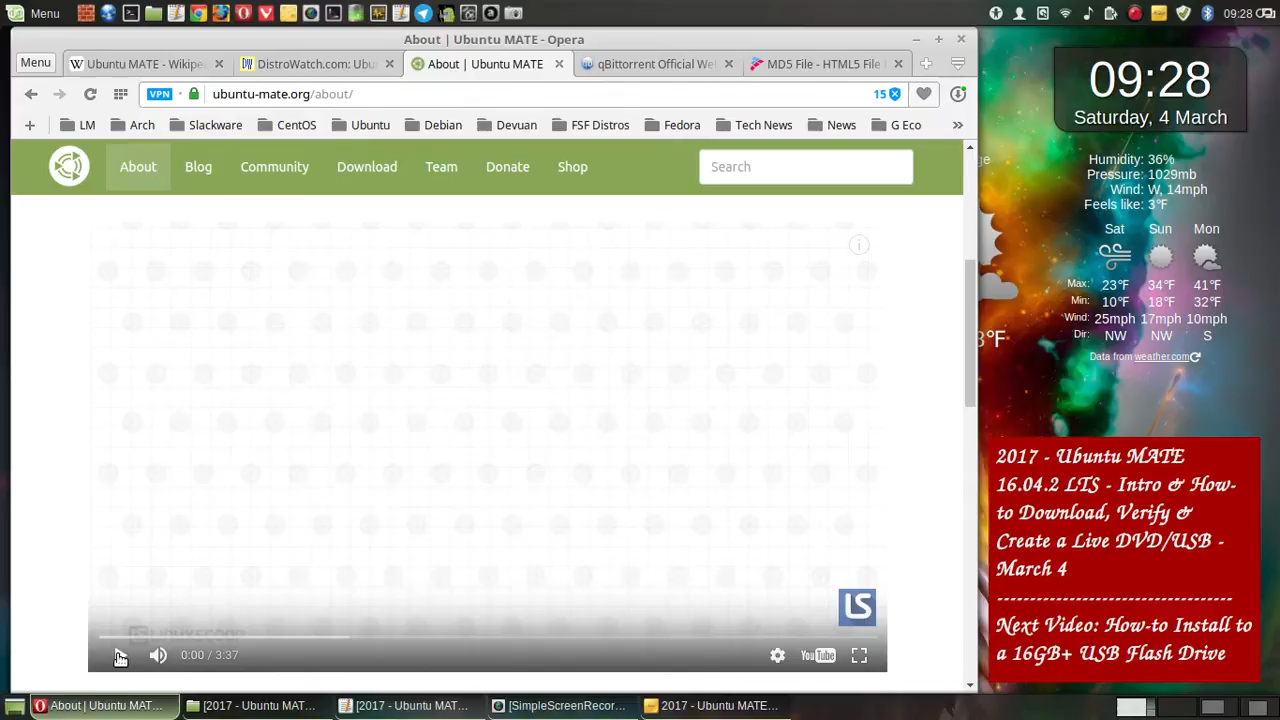 Menu
09:28
About | Ubuntu MATE - Opera
Menu
Ubuntu MATE - Wikipe
DistroWatch.com: Ubu
About | Ubuntu MATE
qBittorrent Official We
MD5 File - HTML5 File
VPN
ubuntu-mate.org/about/
15
LM
Arch
Slackware
CentOS
Ubuntu
Debian
Devuan
FSF Distros
Fedora
Tech News
News
G Eco
»
About
Blog
Community
Download
Team
Donate
Shop
Search
LS
0:00 / 3:37
YouTube
09:28
Saturday, 4 March
Humidity: 36%
Pressure: 1029mb
Wind: W, 14mph
Feels like: 3°F
Sat Sun Mon
Max: 23°F 34°F 41°F
Min: 10°F 18°F 32°F
Wind: 25mph 17mph 10mph
Dir: NW NW S
Data from weather.com
2017 - Ubuntu MATE
16.04.2 LTS - Intro & How-
to Download, Verify &
Create a Live DVD/USB -
March 4
----------------------------------
Next Video: How-to Install to
a 16GB+ USB Flash Drive
About | Ubuntu MAT...
[2017 - Ubuntu MAT...
[2017 - Ubuntu MAT...
[SimpleScreenRecor...
2017 - Ubuntu MATE...